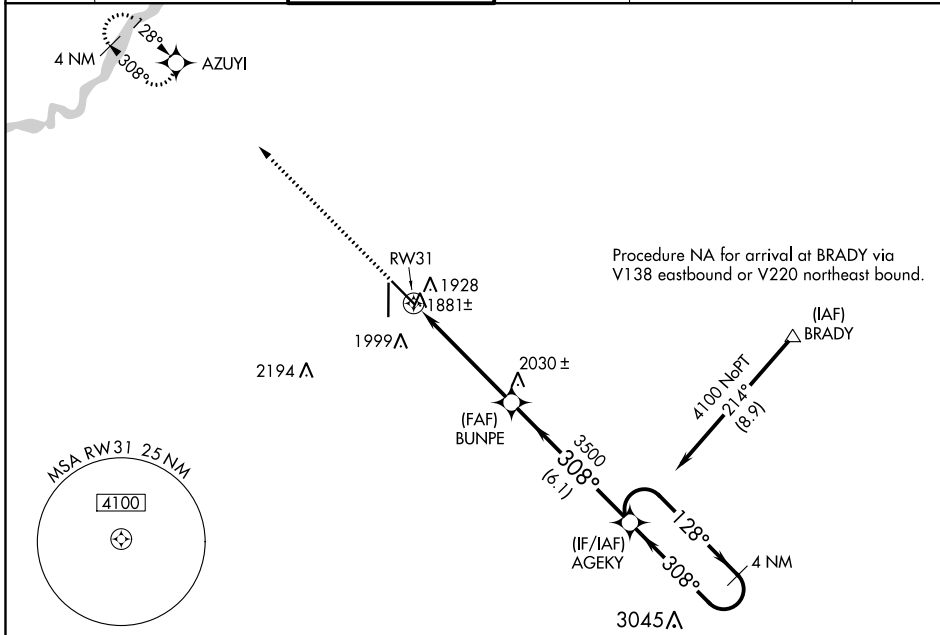 128°
4 NM
308°
AZUYI
RW31
1928
1881±
1999
2194
Procedure NA for arrival at BRADY via
V138 eastbound or V220 northeast bound.
(IAF)
BRADY
4100 NoPT
214°
(8.9)
2030 ±
(FAF)
BUNPE
3500
308°
(6.1)
MSA RW31 25 NM
4100
(IF/IAF)
AGEKY
128°
308°
4 NM
3045